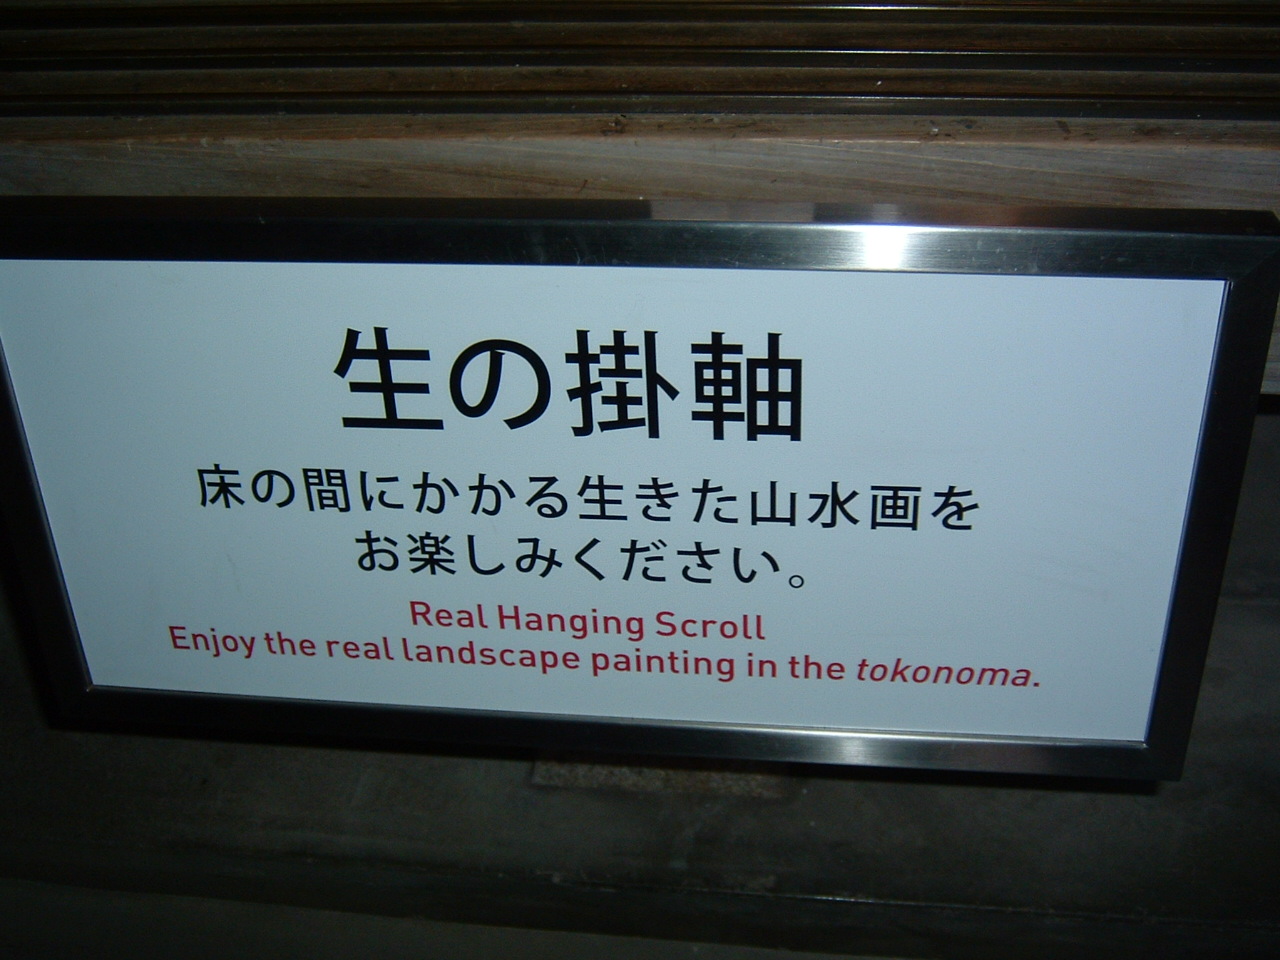 生の掛軸
床の間にかかる生きた山水画を
お楽しみください。
Real Hanging Scroll
Enjoy the real landscape painting in the tokonoma.